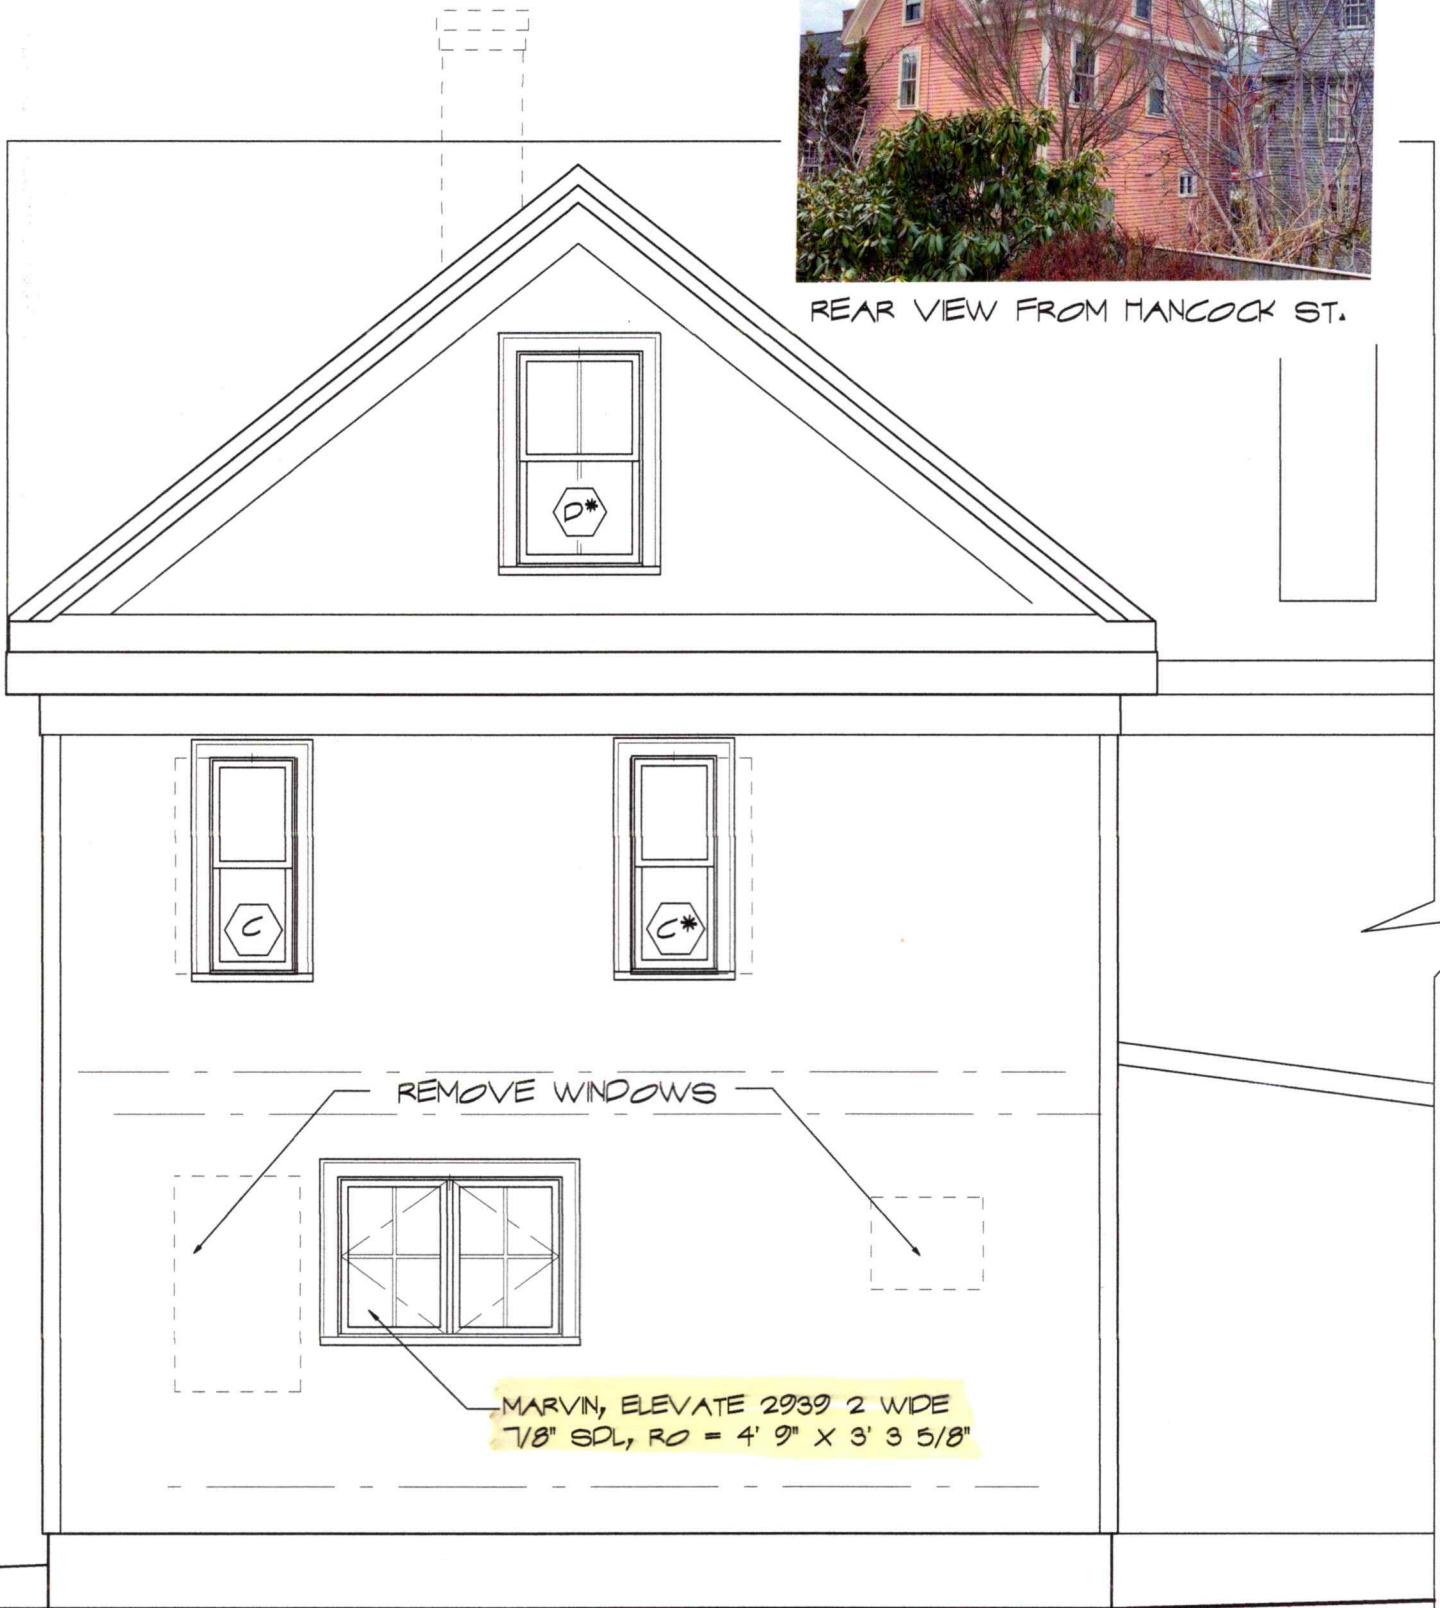 REAR VIEW FROM HANCOCK ST.
D*
C
C*
REMOVE WINDOWS
MARVIN, ELEVATE 2939 2 WIDE
7/8" SDL, RO = 4' 9" X 3' 3 5/8"